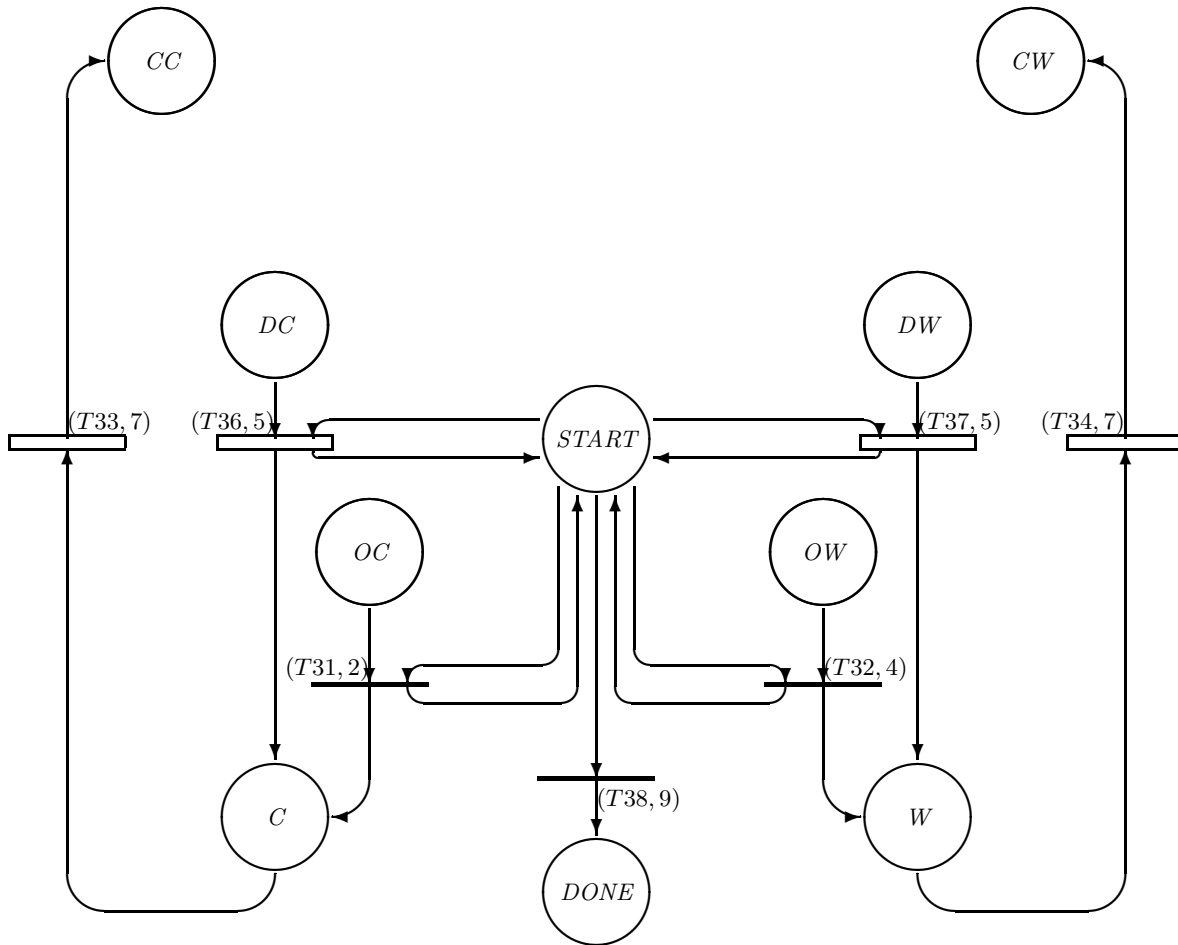 CC
CW
DC
DW
(T33, 7)
(T36, 5)
(T37, 5)
(T34, 7)
START
OC
OW
(T31, 2)
(T32, 4)
(T38, 9)
C
W
DONE